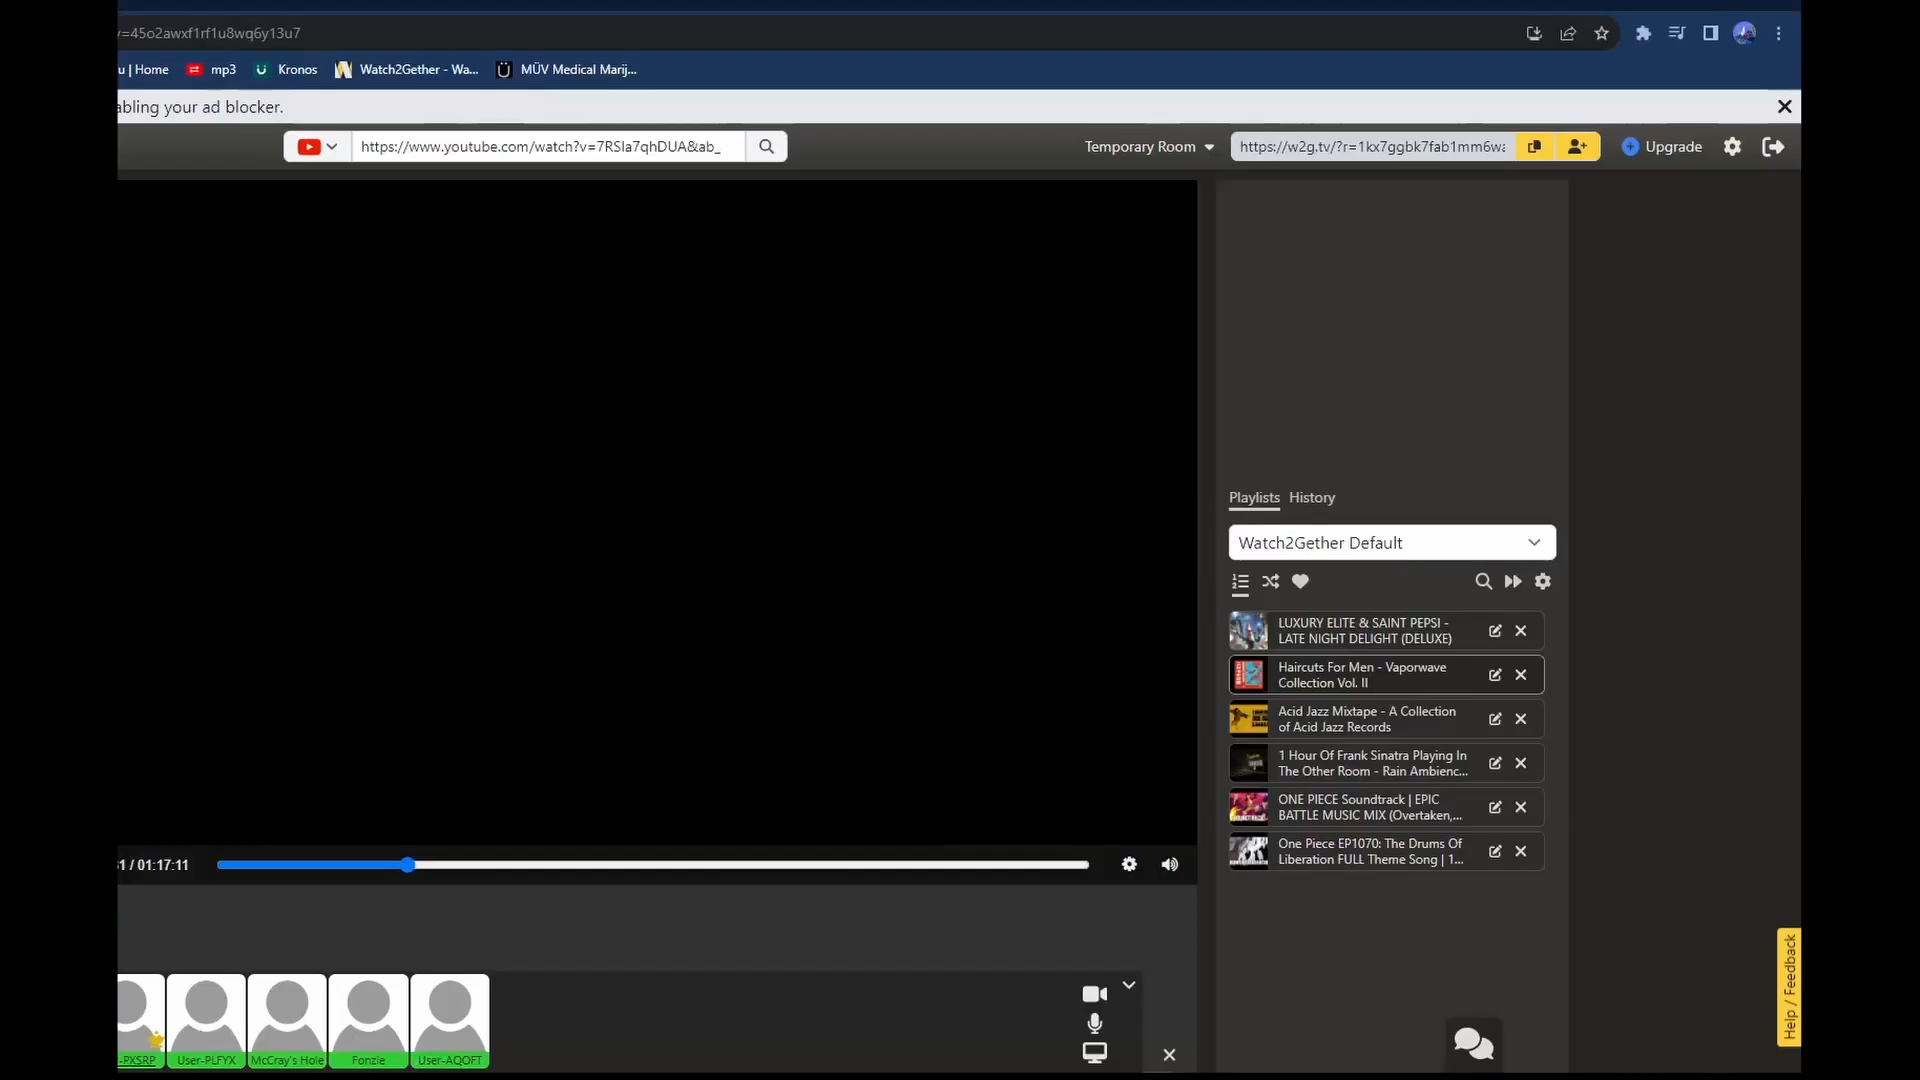 v=45o2awxf1rf1u8wq6y13u7
u | Home mp3 Kronos Watch2Gether - Wa... MÜV Medical Marij...
abling your ad blocker.
https://www.youtube.com/watch?v=7RSIa7qhDUA&ab_
Temporary Room
https://w2g.tv/?r=1kx7ggbk7fab1mm6wa
Upgrade
Playlists History
Watch2Gether Default
LUXURY ELITE & SAINT PEPSI -
LATE NIGHT DELIGHT (DELUXE)
Haircuts For Men - Vaporwave
Collection Vol. II
Acid Jazz Mixtape - A Collection
of Acid Jazz Records
1 Hour Of Frank Sinatra Playing In
The Other Room - Rain Ambienc...
ONE PIECE Soundtrack | EPIC
BATTLE MUSIC MIX (Overtaken,...
One Piece EP1070: The Drums Of
Liberation FULL Theme Song | 1...
31 / 01:17:11
-PXSRP User-PLFYX McCray's Hole Fonzie User-AQOFT
Help / Feedback